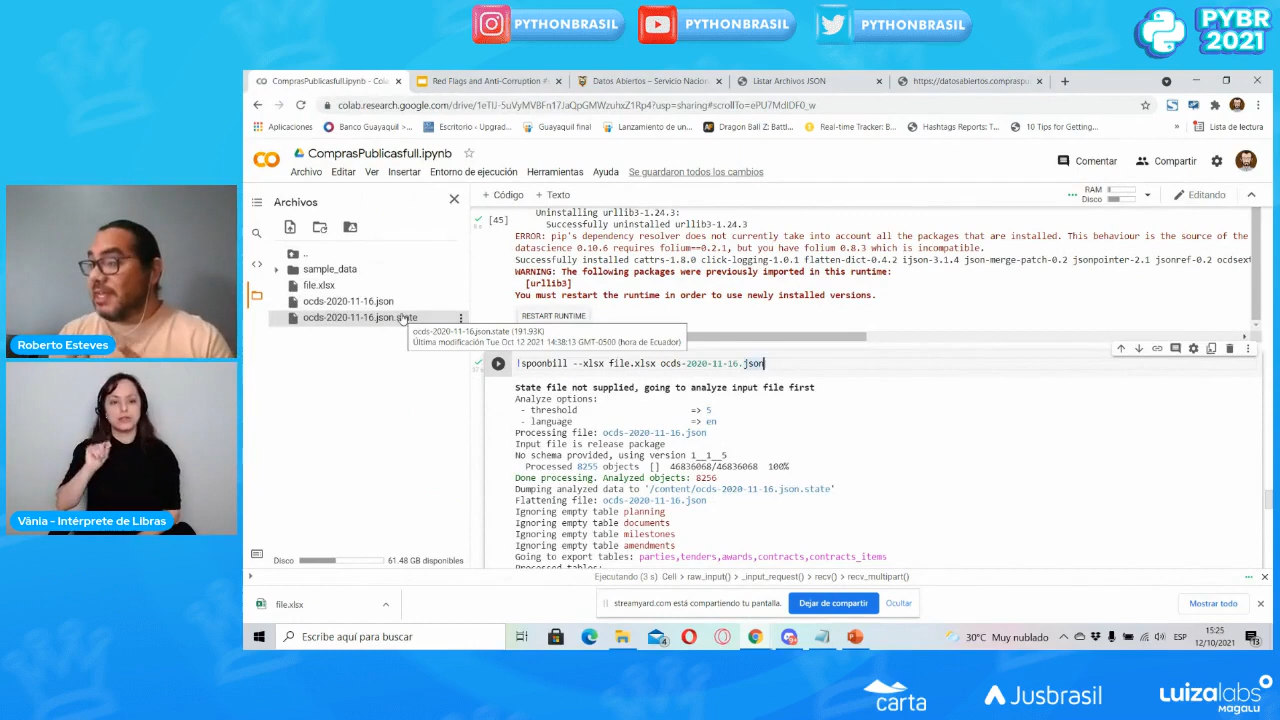 PYTHONBRASIL
PYTHONBRASIL
PYTHONBRASIL
PYBR
2021
ComprasPublicasfull.ipynb - Cola
Red Flags and Anti-Corruption #
Datos Abiertos – Servicio Nacion
Listar Archivos JSON
https://datosabiertos.compraspu
colab.research.google.com/drive/1eTlJ-5uVyMVBFn17JaQpGMWzuhxZ1Rp4?usp=sharing#scrollTo=ePU7MdIDF0_w
Aplicaciones
Banco Guayaquil >...
Escritorio ‹ Upgrad...
Guayaquil final
Lanzamiento de un...
Dragon Ball Z: Battl...
Real-time Tracker: B...
Hashtags Reports: T...
10 Tips for Getting...
»
Lista de lectura
ComprasPublicasfull.ipynb
Archivo Editar Ver Insertar Entorno de ejecución Herramientas Ayuda Se guardaron todos los cambios
Comentar
Compartir
Archivos
+ Código + Texto
RAM
Disco
Editando
..
sample_data
file.xlsx
ocds-2020-11-16.json
ocds-2020-11-16.json.state
ocds-2020-11-16.json.state (191.93K)
Última modificación Tue Oct 12 2021 14:38:13 GMT-0500 (hora de Ecuador)
[45]
Uninstalling urllib3-1.24.3:
Successfully uninstalled urllib3-1.24.3
ERROR: pip's dependency resolver does not currently take into account all the packages that are installed. This behaviour is the source of the
datascience 0.10.6 requires folium==0.2.1, but you have folium 0.8.3 which is incompatible.
Successfully installed cattrs-1.8.0 click-logging-1.0.1 flatten-dict-0.4.2 ijson-3.1.4 json-merge-patch-0.2 jsonpointer-2.1 jsonref-0.2 ocdsext
WARNING: The following packages were previously imported in this runtime:
[urllib3]
You must restart the runtime in order to use newly installed versions.
RESTART RUNTIME
!spoonbill --xlsx file.xlsx ocds-2020-11-16.json
State file not supplied, going to analyze input file first
Analyze options:
- threshold => 5
- language => en
Processing file: ocds-2020-11-16.json
Input file is release package
No schema provided, using version 1__1__5
Processed 8255 objects [] 46836068/46836068 100%
Done processing. Analyzed objects: 8256
Dumping analyzed data to '/content/ocds-2020-11-16.json.state'
Flattening file: ocds-2020-11-16.json
Ignoring empty table planning
Ignoring empty table documents
Ignoring empty table milestones
Ignoring empty table amendments
Going to export tables: parties,tenders,awards,contracts,contracts_items
Processed tables:
Disco
61.48 GB disponibles
Ejecutando (3 s) Cell > raw_input() > _input_request() > recv() > recv_multipart()
file.xlsx
streamyard.com está compartiendo tu pantalla.
Dejar de compartir
Ocultar
Mostrar todo
Escribe aquí para buscar
4
30°C Muy nublado
ESP
15:25
12/10/2021
13
Roberto Esteves
Vânia - Intérprete de Libras
carta
Jusbrasil
luizalabs
MAGALU